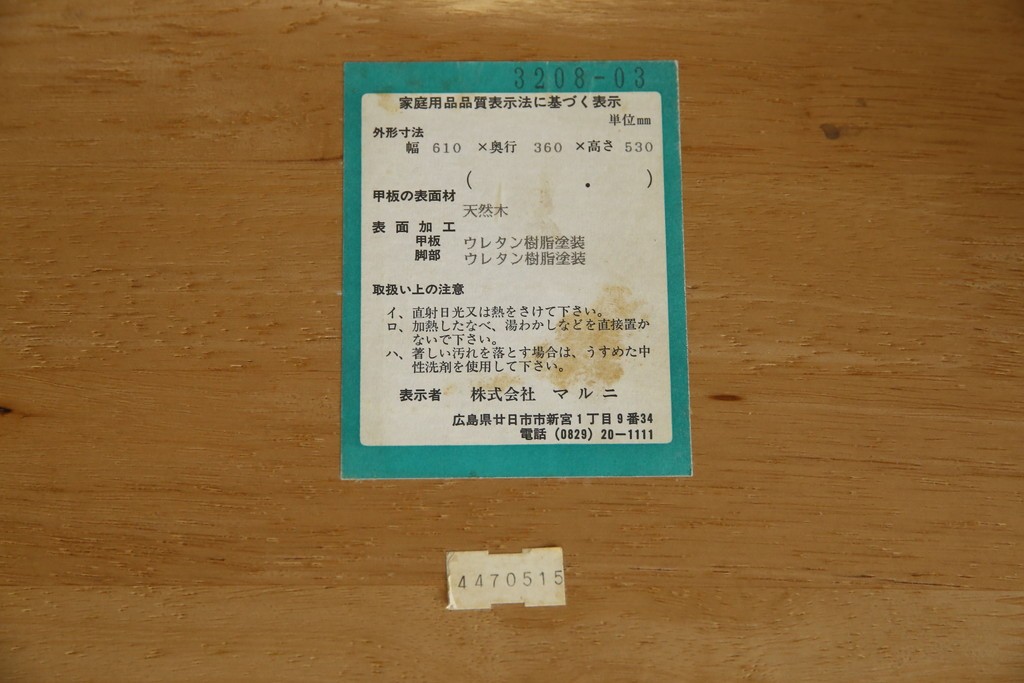 3208-03
家庭用品品質表示法に基づく表示
単位mm
外形寸法
幅 610 ×奥行 360 ×高さ 530
( ・ )
甲板の表面材
天然木
表面加工
甲板 ウレタン樹脂塗装
脚部 ウレタン樹脂塗装
取扱い上の注意
イ、直射日光又は熱をさけて下さい。
ロ、加熱したなべ、湯わかしなどを直接置か
ないで下さい。
ハ、著しい汚れを落とす場合は、うすめた中
性洗剤を使用して下さい。
表示者 株式会社 マルニ
広島県廿日市市新宮1丁目9番34
電話(0829)20-1111
4470515